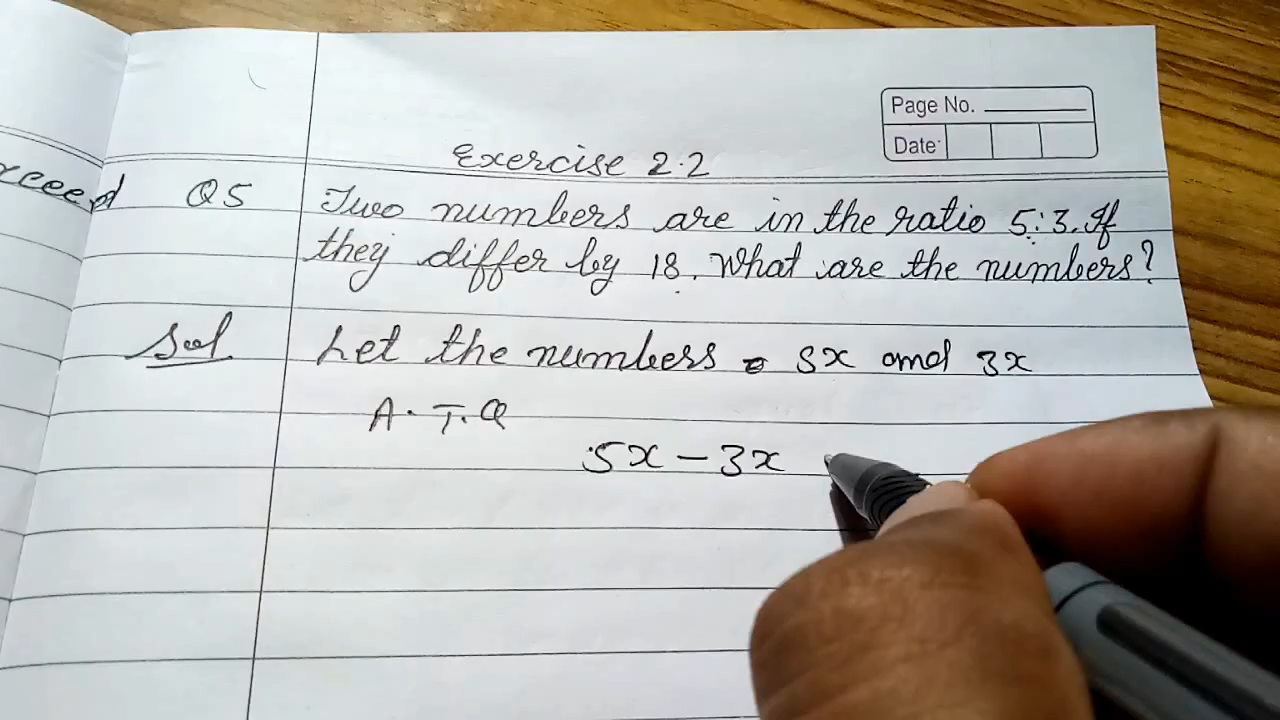 Page No.
Date:
Exercise 2.2
xceed Q5 Two numbers are in the ratio 5:3. If
they differ by 18. What are the numbers?
Sol Let the numbers 5x and 3x
A.T.Q
5x - 3x